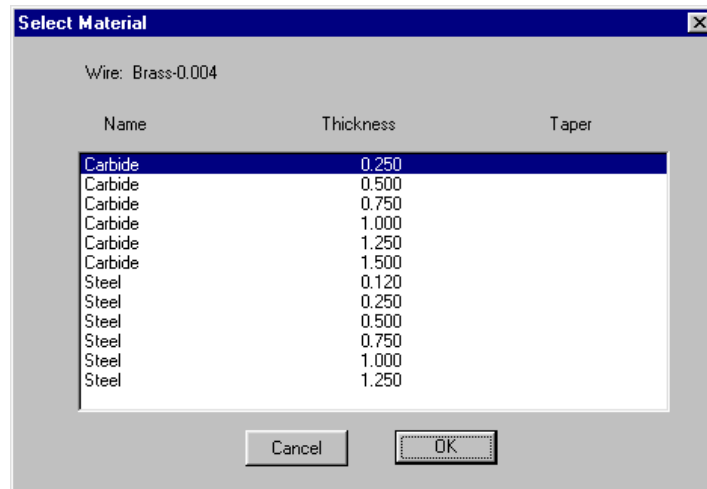 Select Material
Wire: Brass-0.004
Name Thickness Taper
Carbide 0.250
Carbide 0.500
Carbide 0.750
Carbide 1.000
Carbide 1.250
Carbide 1.500
Steel 0.120
Steel 0.250
Steel 0.500
Steel 0.750
Steel 1.000
Steel 1.250
Cancel OK